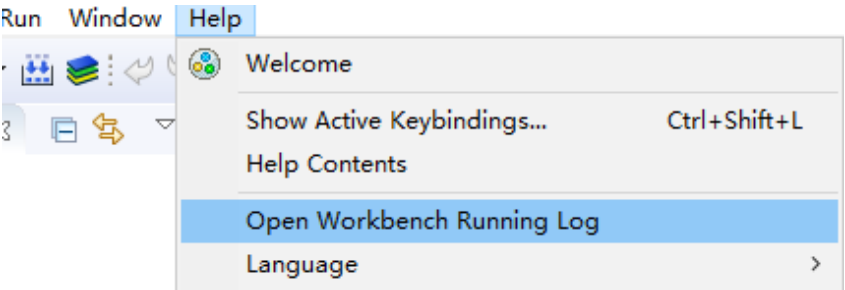 Run Window Help
Welcome
Show Active Keybindings... Ctrl+Shift+L
Help Contents
Open Workbench Running Log
Language